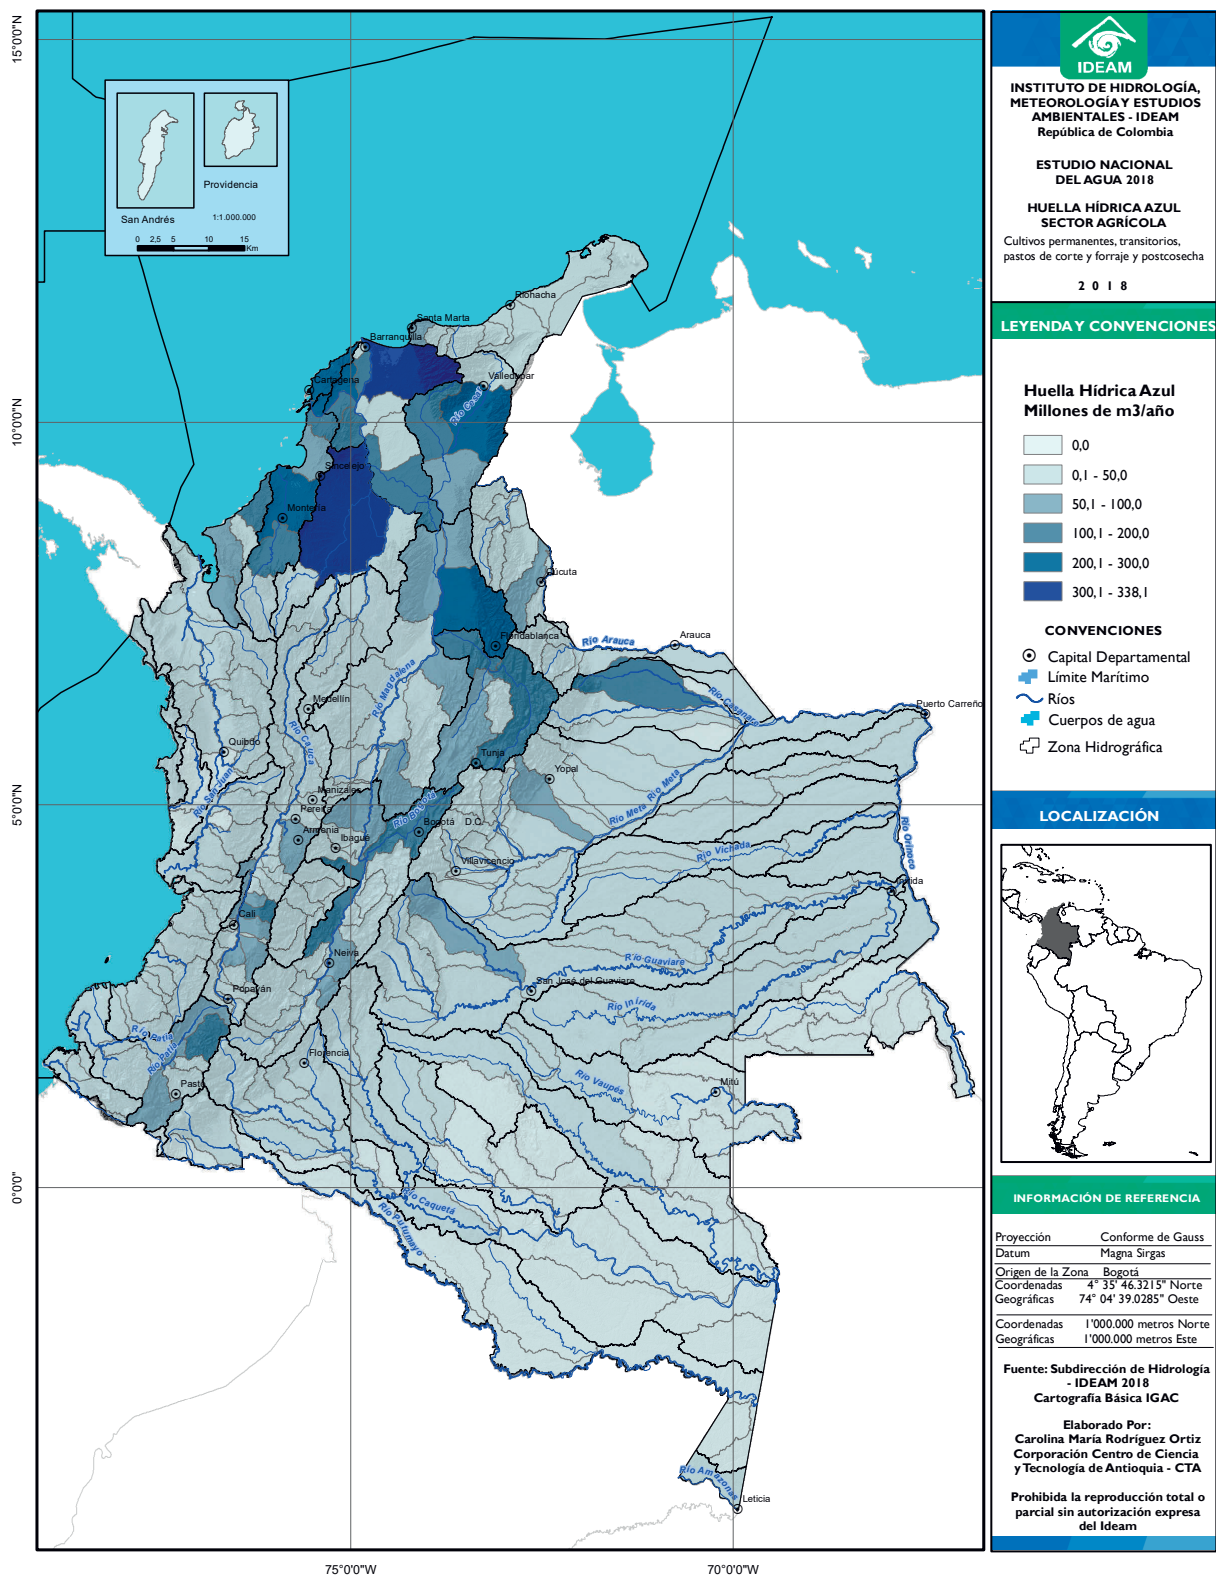 15°0'0"N
10°0'0"N
5°0'0"N
0°0'0"
75°0'0"W
70°0'0"W
San Andrés
Providencia
1:1.000.000
0 2,5 5 10 15
Km
Riohacha
Santa Marta
Barranquilla
Cartagena
Valledupar
Río Cesar
Sincelejo
Montería
Cúcuta
Floridablanca
Río Arauca
Arauca
Río Magdalena
Río Casanare
Puerto Carreño
Medellín
Quibdó
Río Cauca
Tunja
Yopal
Río San Juan
Manizales
Pereira
Río Meta
Río Meta
Armenia
Ibagué
Río Bogotá
Bogotá D.C.
Río Orinoco
Villavicencio
Río Vichada
Inírida
Cali
Neiva
Río Guaviare
San José del Guaviare
Popayán
Río Inírida
Río Patía
Río Patía
Florencia
Río Vaupés
Mitú
Pasto
Río Caquetá
Río Putumayo
Río Amazonas
Leticia
IDEAM
INSTITUTO DE HIDROLOGÍA,
METEOROLOGÍA Y ESTUDIOS
AMBIENTALES - IDEAM
República de Colombia
ESTUDIO NACIONAL
DEL AGUA 2018
HUELLA HÍDRICA AZUL
SECTOR AGRÍCOLA
Cultivos permanentes, transitorios,
pastos de corte y forraje y postcosecha
2 0 1 8
LEYENDA Y CONVENCIONES
Huella Hídrica Azul
Millones de m3/año
0,0
0,1 - 50,0
50,1 - 100,0
100,1 - 200,0
200,1 - 300,0
300,1 - 338,1
CONVENCIONES
Capital Departamental
Límite Marítimo
Ríos
Cuerpos de agua
Zona Hidrográfica
LOCALIZACIÓN
INFORMACIÓN DE REFERENCIA
Proyección Conforme de Gauss
Datum Magna Sirgas
Origen de la Zona Bogotá
Coordenadas 4° 35' 46.3215" Norte
Geográficas 74° 04' 39.0285" Oeste
Coordenadas 1'000.000 metros Norte
Geográficas 1'000.000 metros Este
Fuente: Subdirección de Hidrología
- IDEAM 2018
Cartografía Básica IGAC
Elaborado Por:
Carolina María Rodríguez Ortiz
Corporación Centro de Ciencia
y Tecnología de Antioquia - CTA
Prohibida la reproducción total o
parcial sin autorización expresa
del Ideam